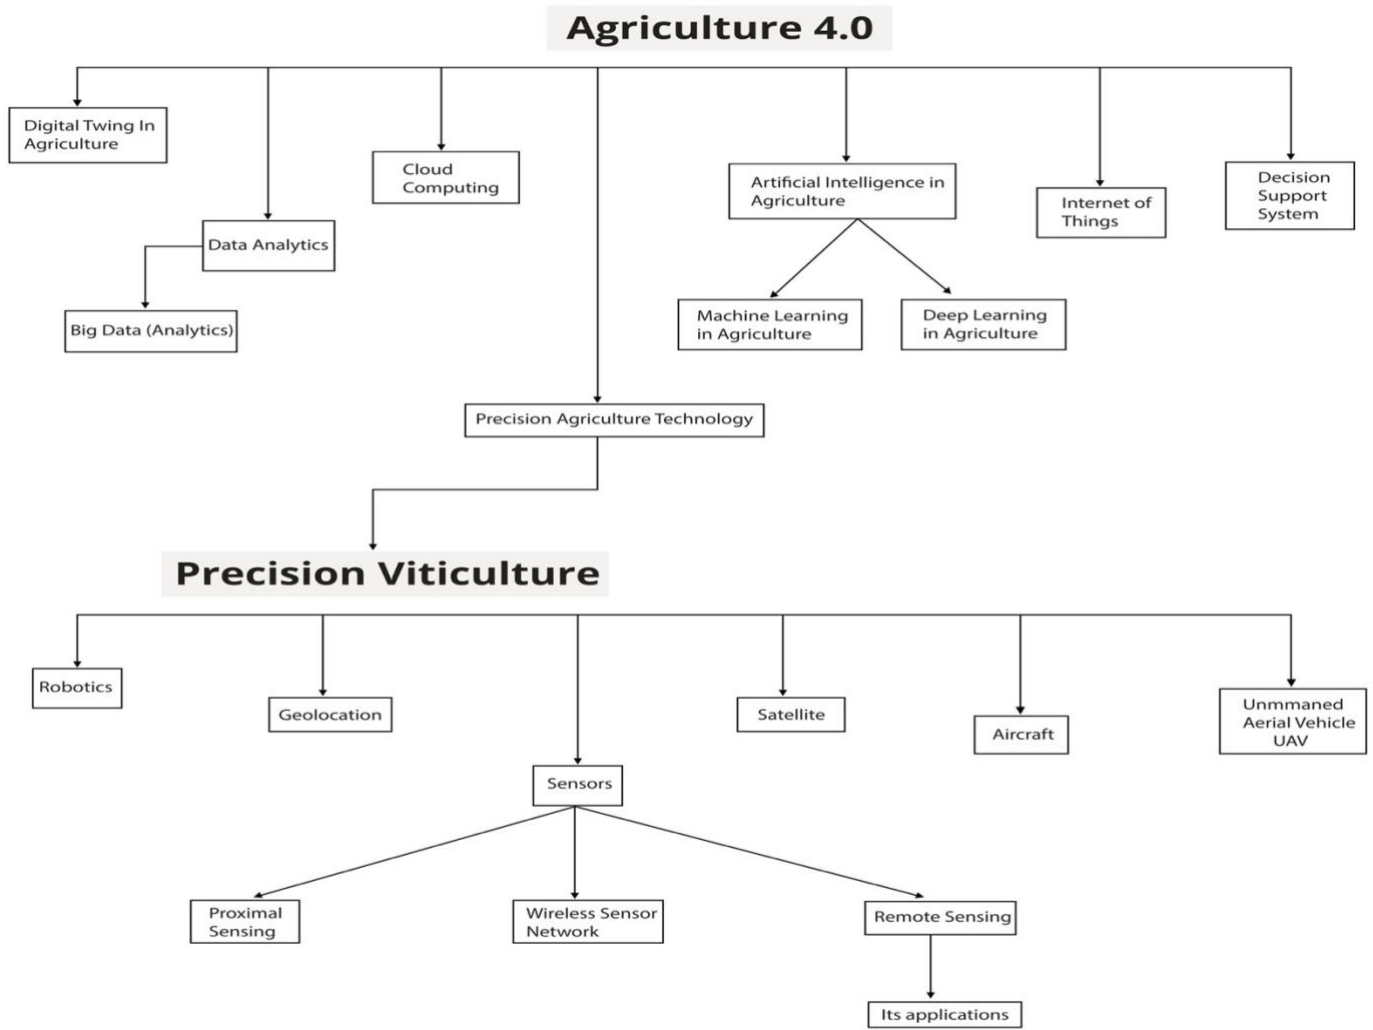 Agriculture 4.0
Digital Twing In
Agriculture
Data Analytics
Big Data (Analytics)
Cloud
Computing
Artificial Intelligence in
Agriculture
Machine Learning
in Agriculture
Deep Learning
in Agriculture
Internet of
Things
Decision
Support
System
Precision Agriculture Technology
Precision Viticulture
Robotics
Geolocation
Sensors
Satellite
Aircraft
Unmmaned
Aerial Vehicle
UAV
Proximal
Sensing
Wireless Sensor
Network
Remote Sensing
Its applications